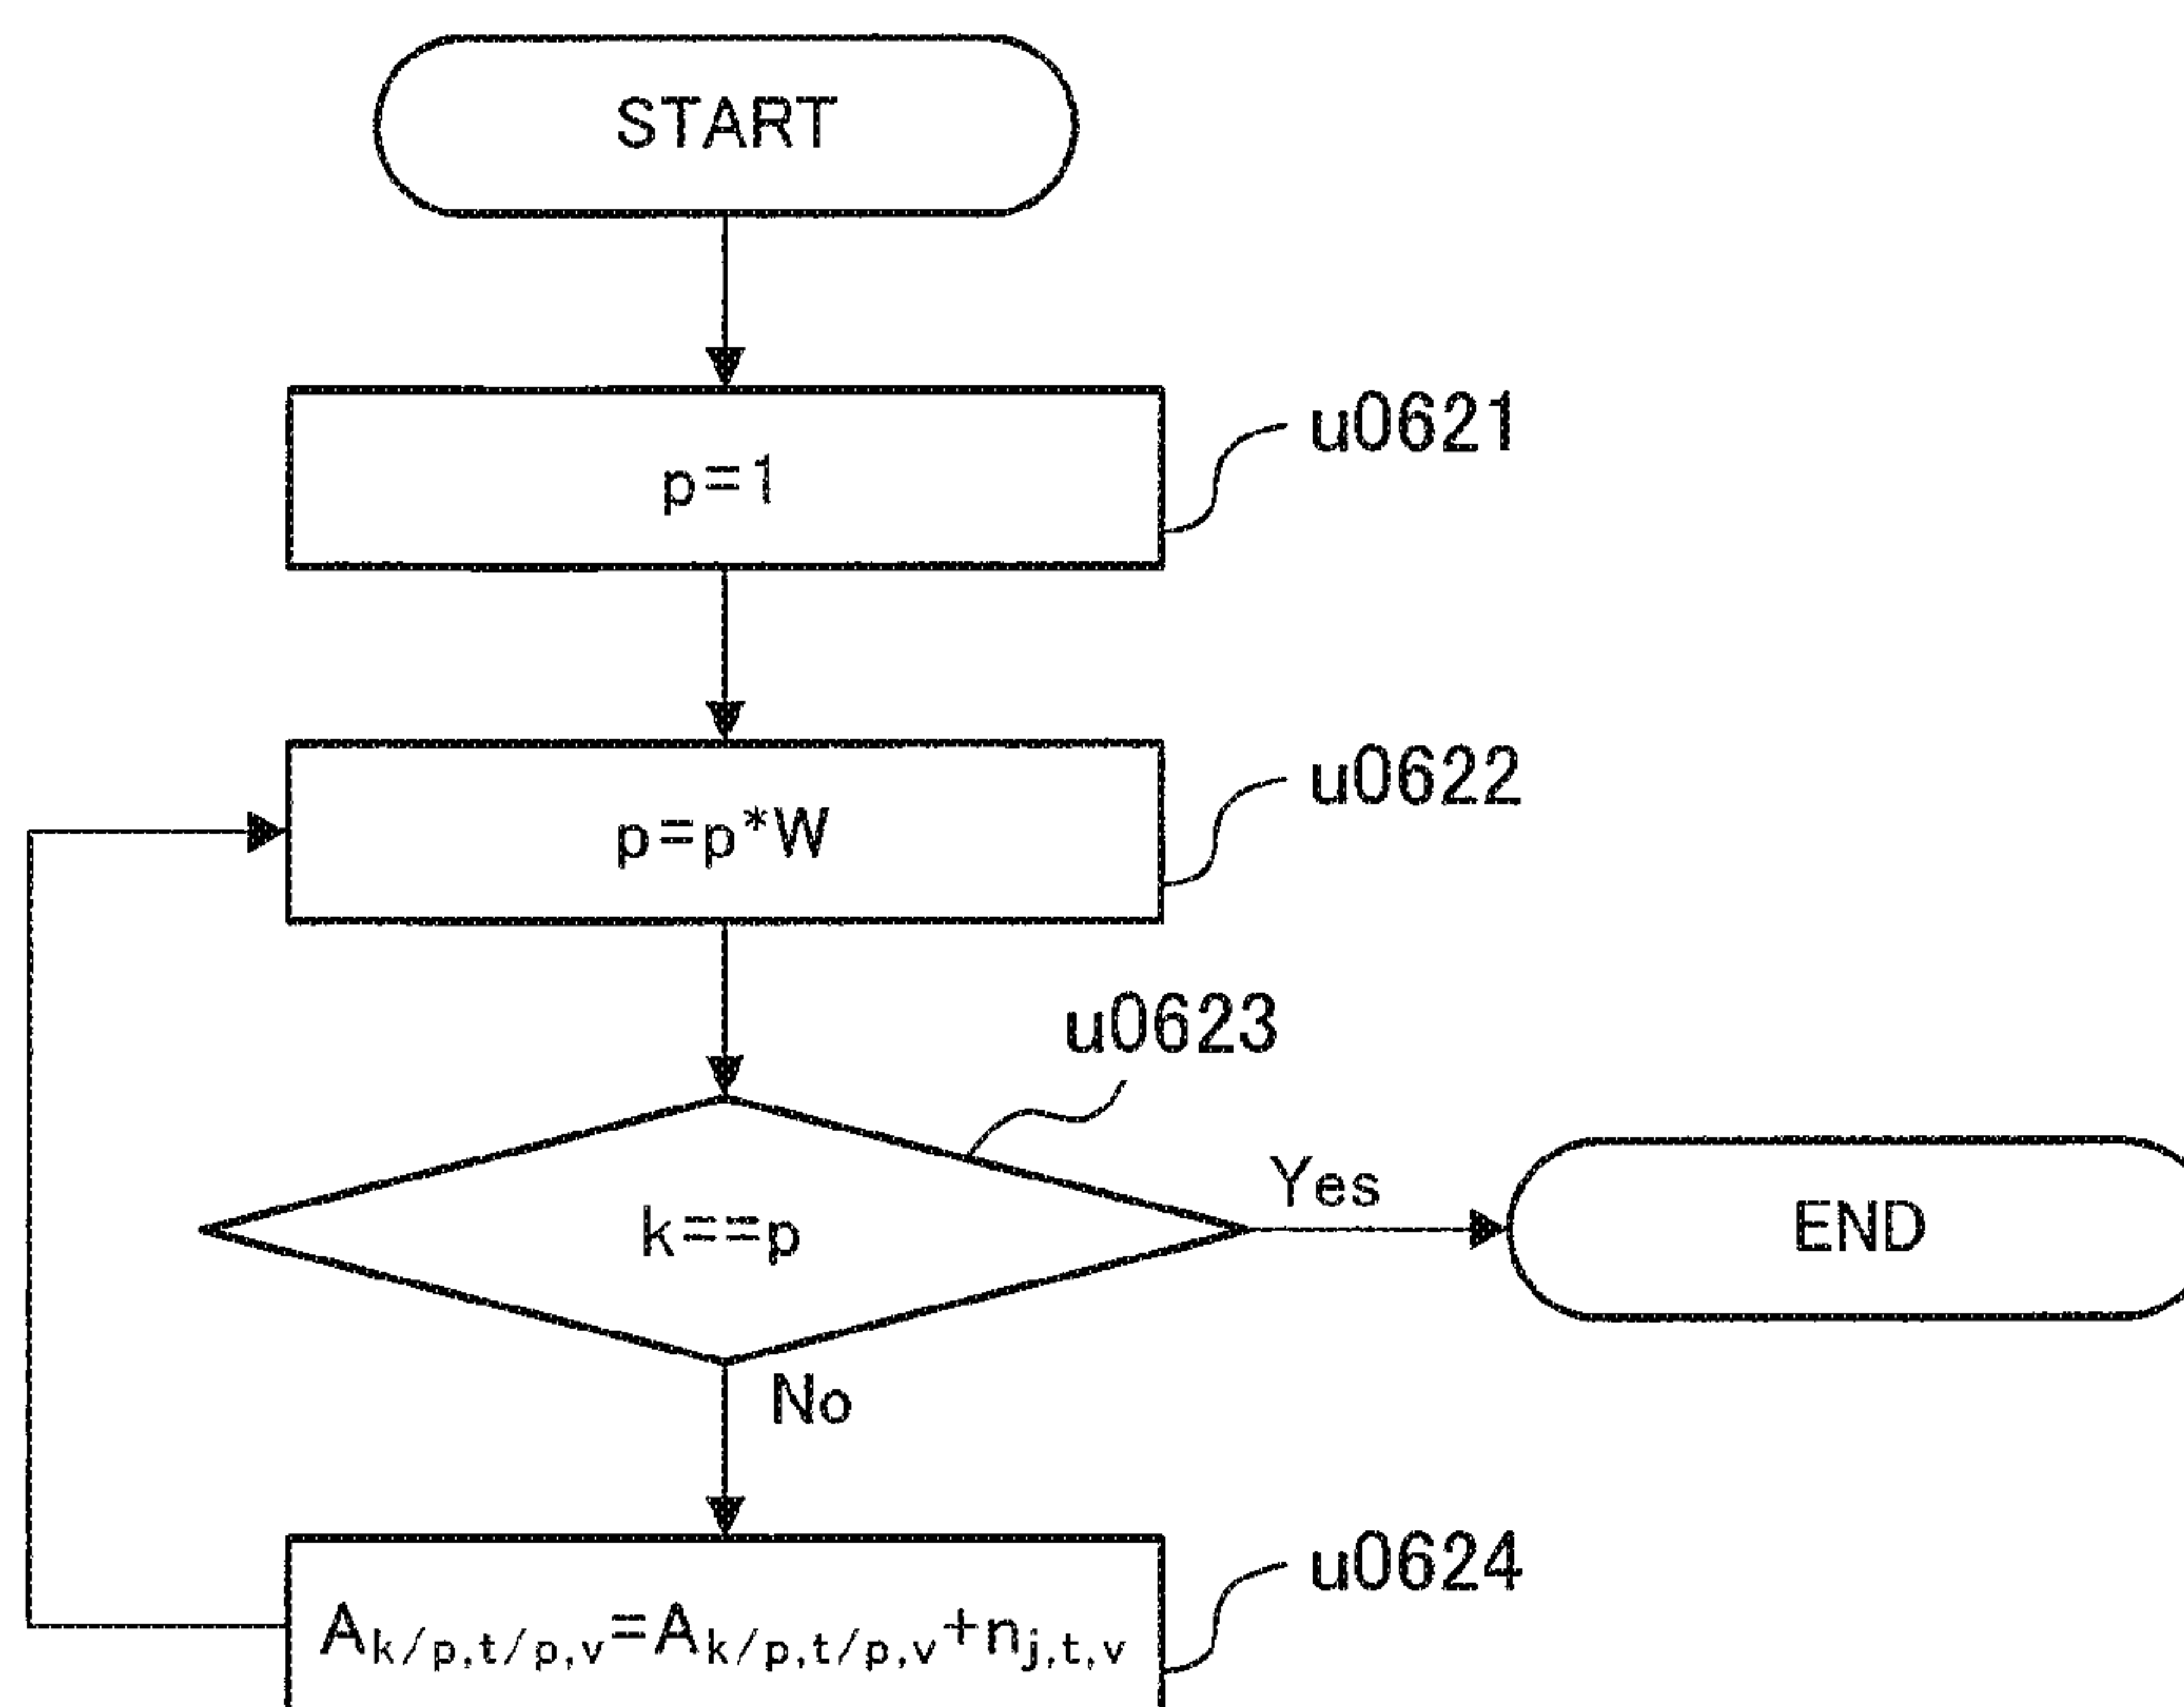 START
u0621
p=1
u0622
p=p*W
u0623
k==p
Yes
END
No
u0624
A_{k/p,t/p,v}=A_{k/p,t/p,v}+n_{j,t,v}